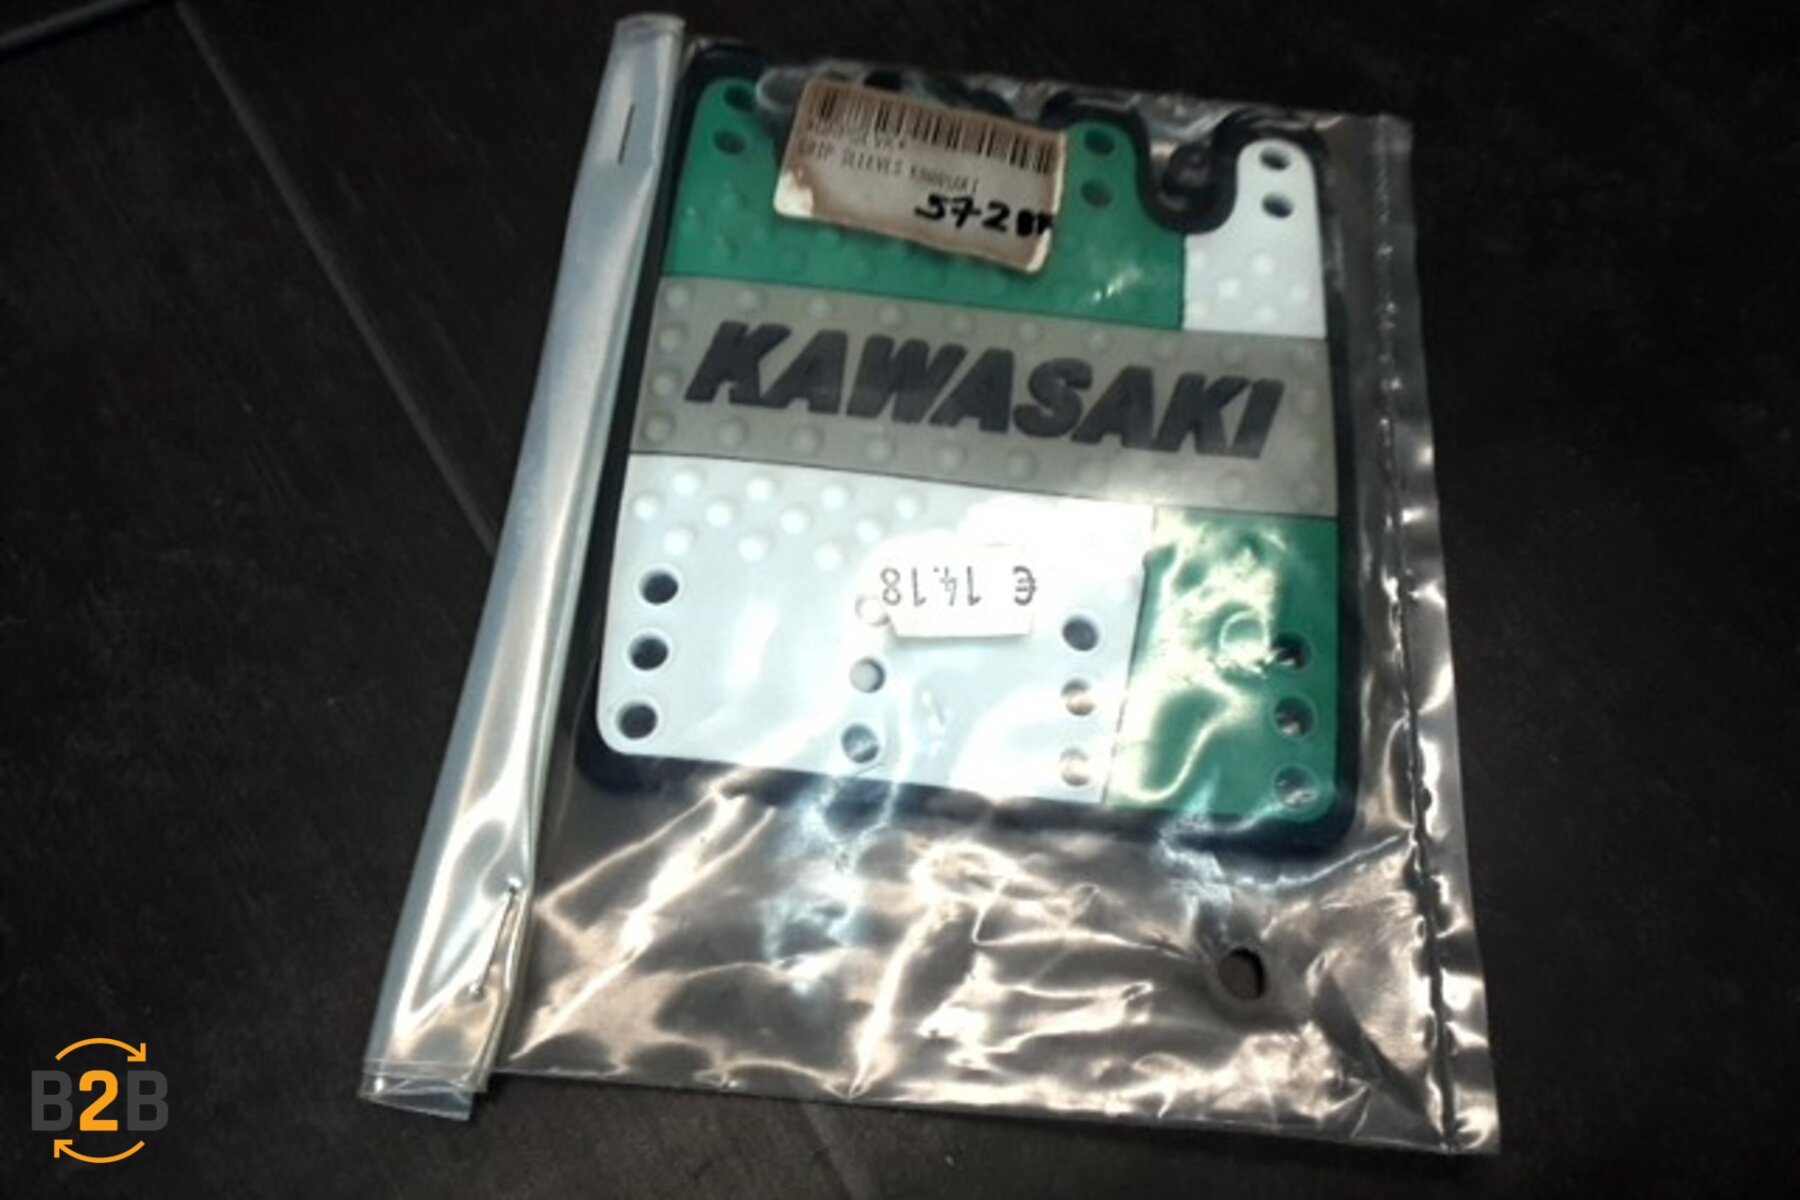 GRIP SLEEVES KAWASAKI
57-2
KAWASAKI
€ 14.18
B2B